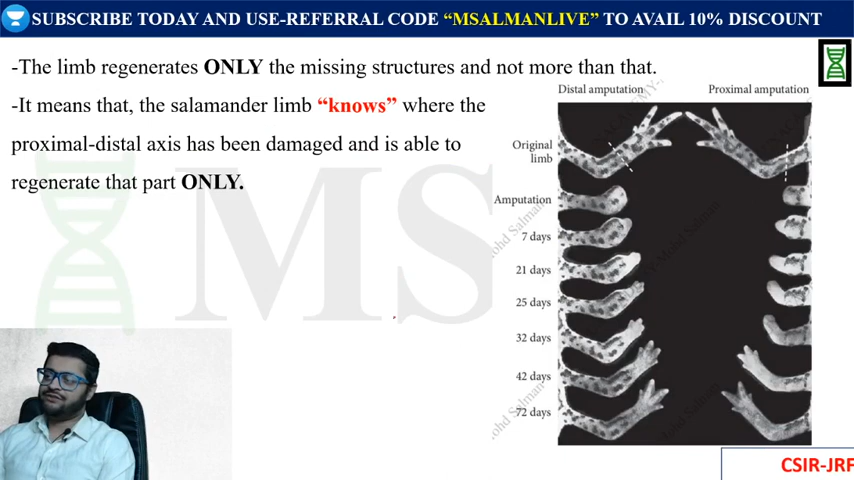 SUBSCRIBE TODAY AND USE-REFERRAL CODE “MSALMANLIVE” TO AVAIL 10% DISCOUNT
-The limb regenerates ONLY the missing structures and not more than that.
-It means that, the salamander limb “knows” where the
proximal-distal axis has been damaged and is able to
regenerate that part ONLY.
Distal amputation
Proximal amputation
Original
limb
Amputation
7 days
21 days
25 days
32 days
42 days
72 days
MS
CSIR-JRF